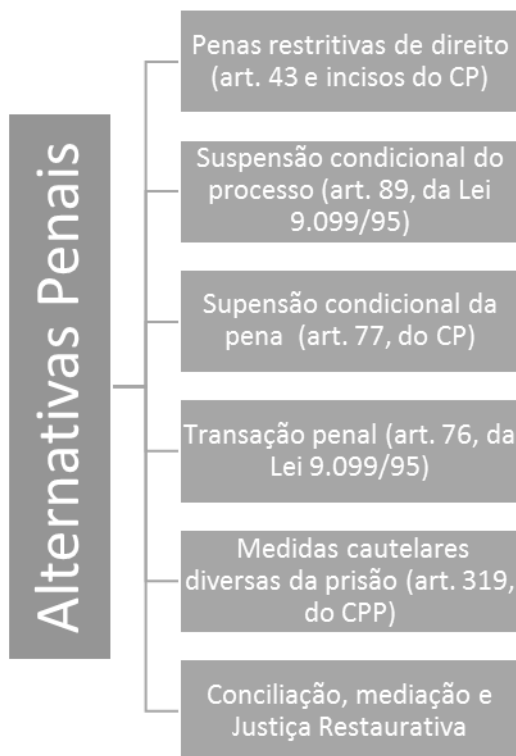 Alternativas Penais
Penas restritivas de direito
(art. 43 e incisos do CP)
Suspensão condicional do
processo (art. 89, da Lei
9.099/95)
Supensão condicional da
pena (art. 77, do CP)
Transação penal (art. 76, da
Lei 9.099/95)
Medidas cautelares
diversas da prisão (art. 319,
do CPP)
Conciliação, mediação e
Justiça Restaurativa